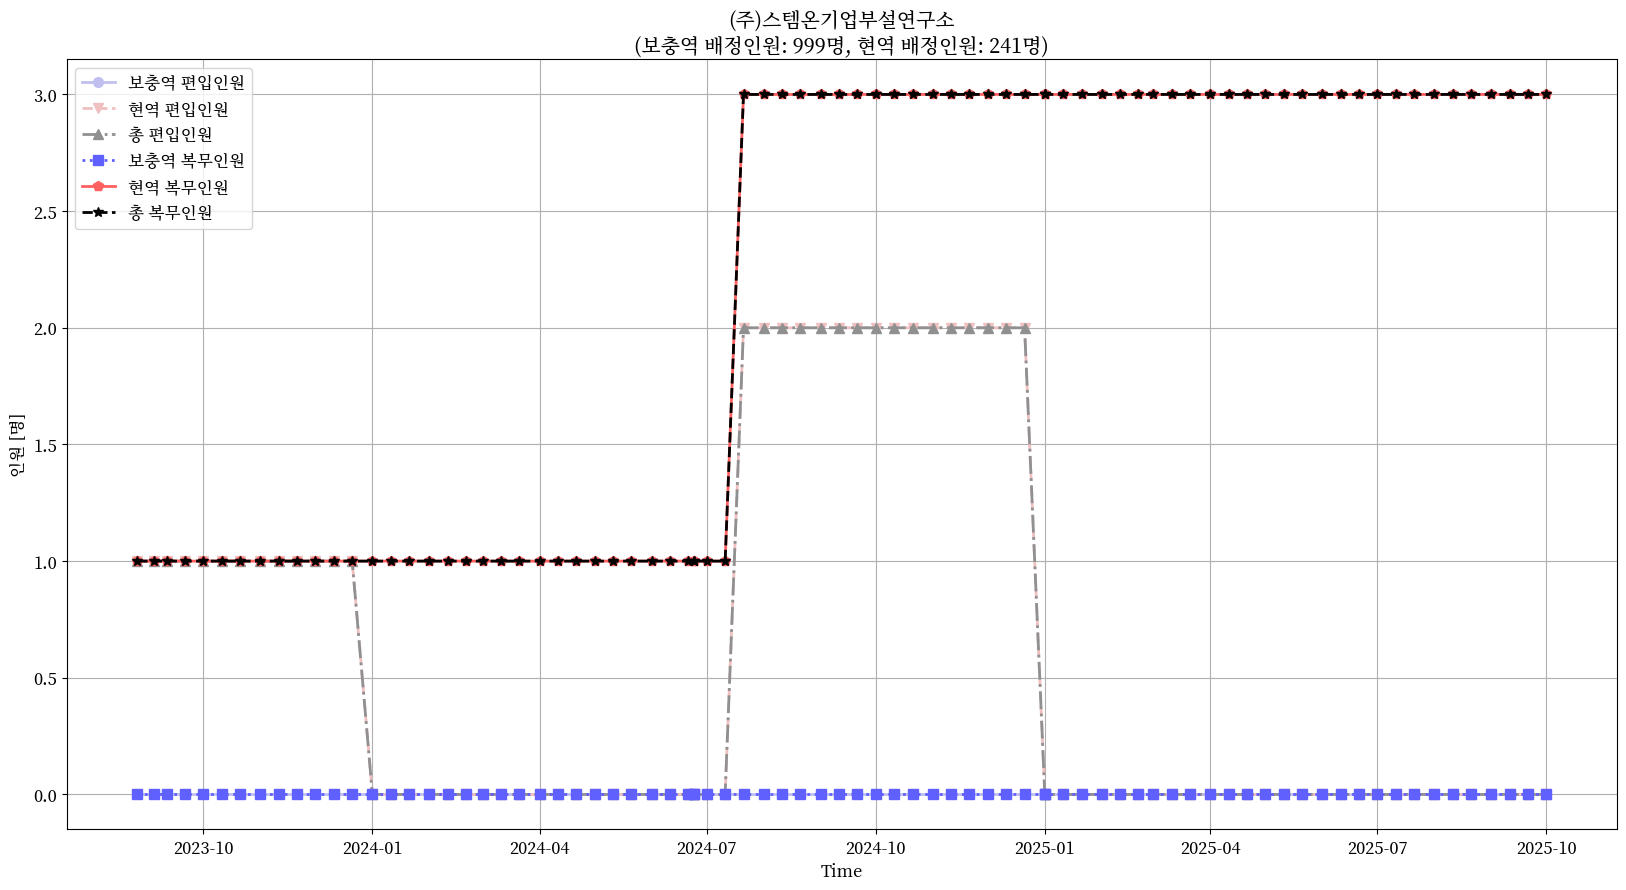 (주)스템온기업부설연구소
(보충역 배정인원: 999명, 현역 배정인원: 241명)
보충역 편입인원
현역 편입인원
총 편입인원
보충역 복무인원
현역 복무인원
총 복무인원
3.0
2.5
2.0
1.5
1.0
0.5
0.0
인원 [명]
2023-10 2024-01 2024-04 2024-07 2024-10 2025-01 2025-04 2025-07 2025-10
Time